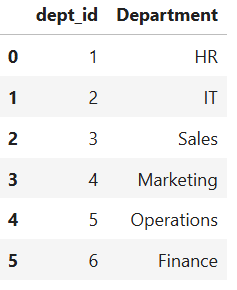 dept_id Department
0 1 HR
1 2 IT
2 3 Sales
3 4 Marketing
4 5 Operations
5 6 Finance